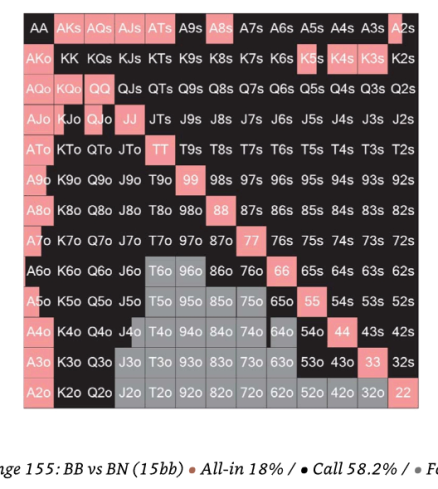 AA AKs AQs AJs ATs A9s A8s A7s A6s A5s A4s A3s A2s
AKo KK KQs KJs KTs K9s K8s K7s K6s K5s K4s K3s K2s
AQo KQo QQ QJs QTs Q9s Q8s Q7s Q6s Q5s Q4s Q3s Q2s
AJo KJo QJo JJ JTs J9s J8s J7s J6s J5s J4s J3s J2s
ATo KTo QTo JTo TT T9s T8s T7s T6s T5s T4s T3s T2s
A9o K9o Q9o J9o T9o 99 98s 97s 96s 95s 94s 93s 92s
A8o K8o Q8o J8o T8o 98o 88 87s 86s 85s 84s 83s 82s
A7o K7o Q7o J7o T7o 97o 87o 77 76s 75s 74s 73s 72s
A6o K6o Q6o J6o T6o 96o 86o 76o 66 65s 64s 63s 62s
A5o K5o Q5o J5o T5o 95o 85o 75o 65o 55 54s 53s 52s
A4o K4o Q4o J4o T4o 94o 84o 74o 64o 54o 44 43s 42s
A3o K3o Q3o J3o T3o 93o 83o 73o 63o 53o 43o 33 32s
A2o K2o Q2o J2o T2o 92o 82o 72o 62o 52o 42o 32o 22
nge 155: BB vs BN (15bb) • All-in 18% / • Call 58.2% / • Fo